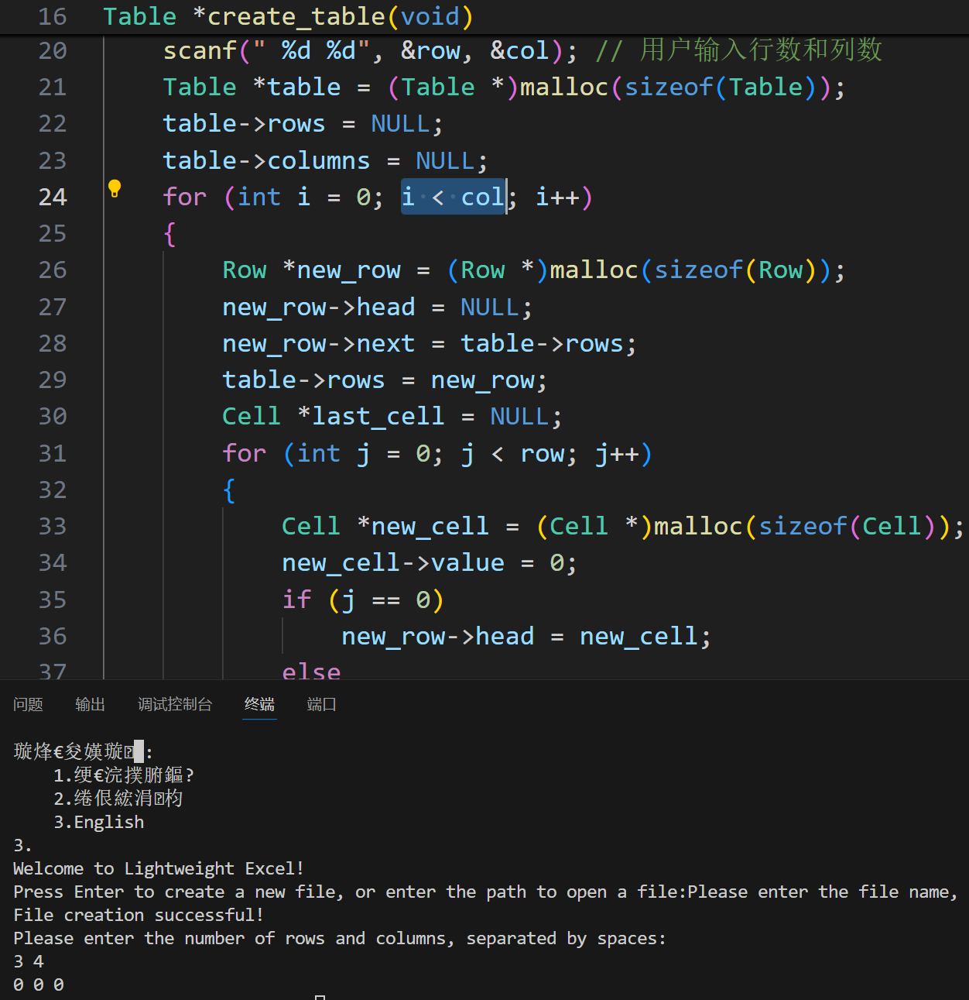 16 Table *create_table(void)
20 scanf(" %d %d", &row, &col); // 用户输入行数和列数
21 Table *table = (Table *)malloc(sizeof(Table));
22 table->rows = NULL;
23 table->columns = NULL;
24 for (int i = 0; i < col; i++)
25 {
26 Row *new_row = (Row *)malloc(sizeof(Row));
27 new_row->head = NULL;
28 new_row->next = table->rows;
29 table->rows = new_row;
30 Cell *last_cell = NULL;
31 for (int j = 0; j < row; j++)
32 {
33 Cell *new_cell = (Cell *)malloc(sizeof(Cell));
34 new_cell->value = 0;
35 if (j == 0)
36 new_row->head = new_cell;
37 else
问题 输出 调试控制台 终端 端口
璇烽€夋嫨璇:
1.绠€浣撲腑鏂?
2.绻佷綋涓枃
3.English
3.
Welcome to Lightweight Excel!
Press Enter to create a new file, or enter the path to open a file:Please enter the file name,
File creation successful!
Please enter the number of rows and columns, separated by spaces:
3 4
0 0 0